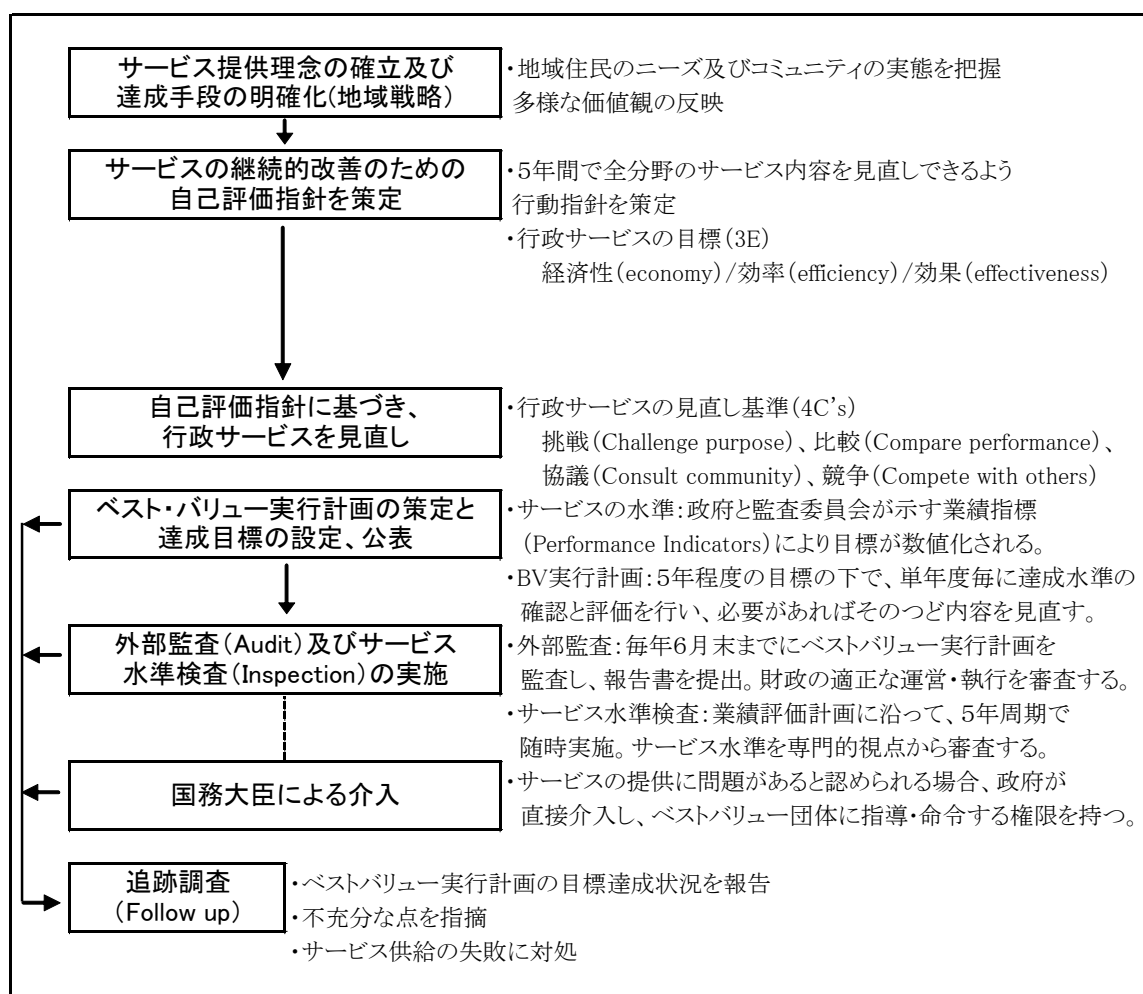 サービス提供理念の確立及び
達成手段の明確化(地域戦略)
・地域住民のニーズ及びコミュニティの実態を把握
多様な価値観の反映
サービスの継続的改善のための
自己評価指針を策定
・5年間で全分野のサービス内容を見直しできるよう
行動指針を策定
・行政サービスの目標(3E)
経済性(economy)/効率(efficiency)/効果(effectiveness)
自己評価指針に基づき、
行政サービスを見直し
・行政サービスの見直し基準(4C's)
挑戦(Challenge purpose)、比較(Compare performance)、
協議(Consult community)、競争(Compete with others)
ベスト・バリュー実行計画の策定と
達成目標の設定、公表
・サービスの水準:政府と監査委員会が示す業績指標
(Performance Indicators)により目標が数値化される。
・BV実行計画:5年程度の目標の下で、単年度毎に達成水準の
確認と評価を行い、必要があればそのつど内容を見直す。
外部監査(Audit)及びサービス
水準検査(Inspection)の実施
・外部監査:毎年6月末までにベストバリュー実行計画を
監査し、報告書を提出。財政の適正な運営・執行を審査する。
・サービス水準検査:業績評価計画に沿って、5年周期で
随時実施。サービス水準を専門的視点から審査する。
国務大臣による介入
・サービスの提供に問題があると認められる場合、政府が
直接介入し、ベストバリュー団体に指導・命令する権限を持つ。
追跡調査
(Follow up)
・ベストバリュー実行計画の目標達成状況を報告
・不充分な点を指摘
・サービス供給の失敗に対処